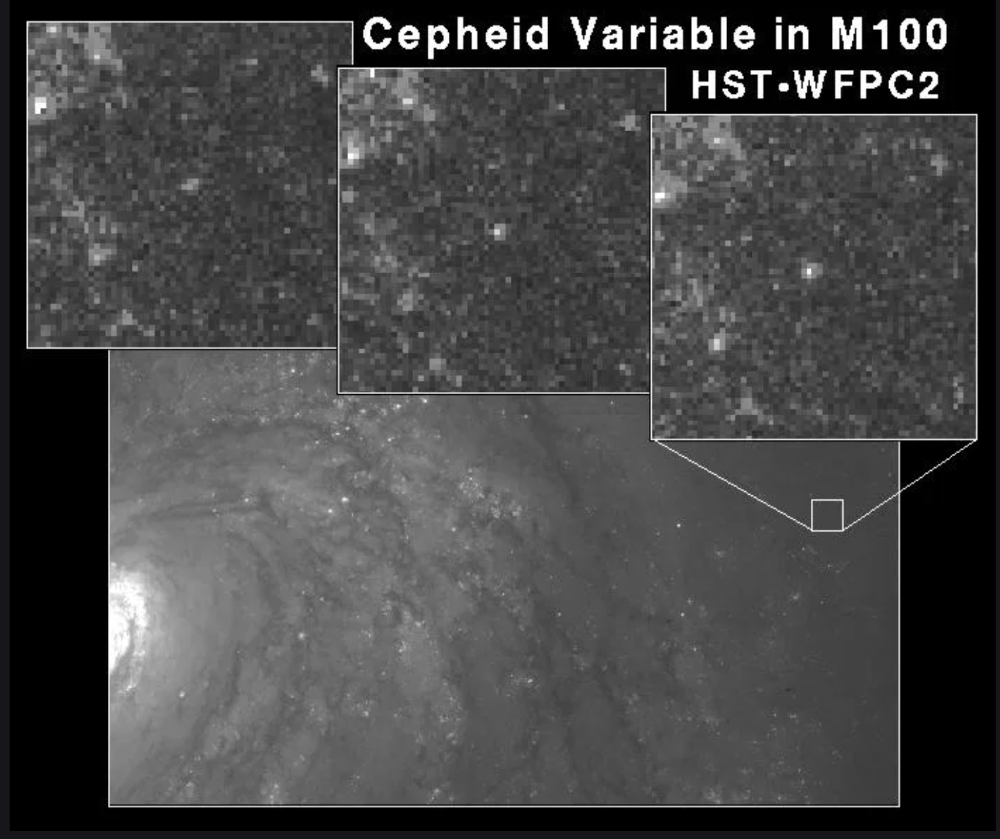 Cepheid Variable in M100
HST•WFPC2